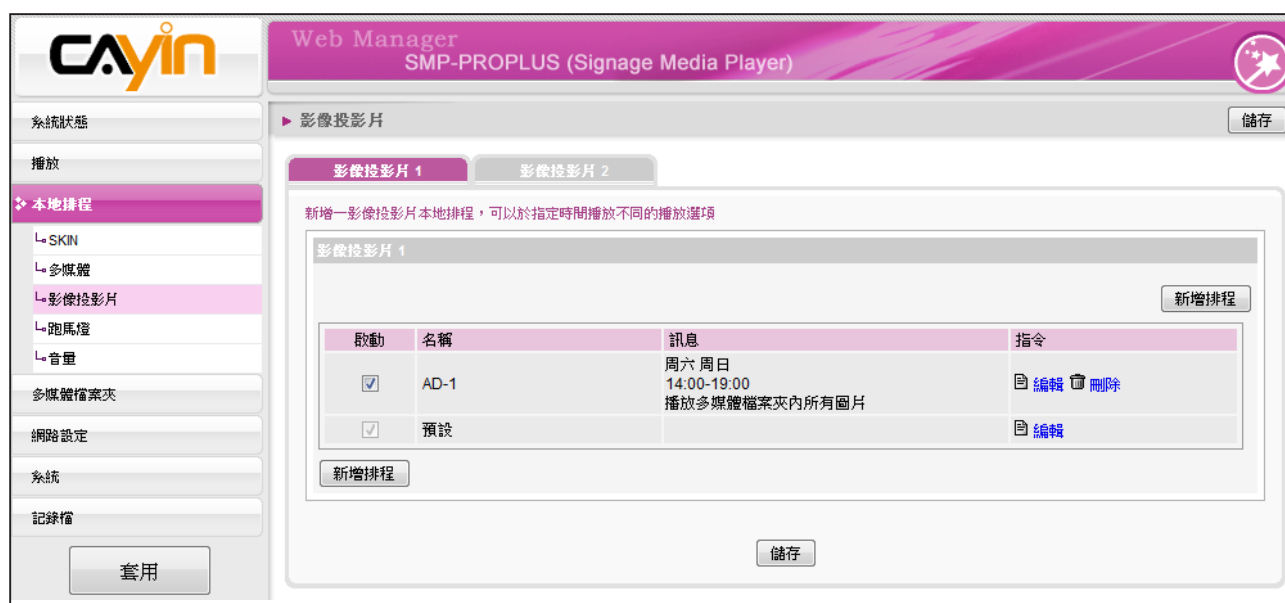 CAYIN
Web Manager
SMP-PROPLUS (Signage Media Player)
系統狀態
播放
本地排程
SKIN
多媒體
影像投影片
跑馬燈
音量
多媒體檔案夾
網路設定
系統
記錄檔
套用
影像投影片
儲存
影像投影片 1
影像投影片 2
新增一影像投影片本地排程，可以於指定時間播放不同的播放選項
影像投影片 1
新增排程
啟動 名稱 訊息 指令
AD-1
周六 周日
14:00-19:00
播放多媒體檔案夾內所有圖片
編輯 刪除
預設 編輯
新增排程
儲存